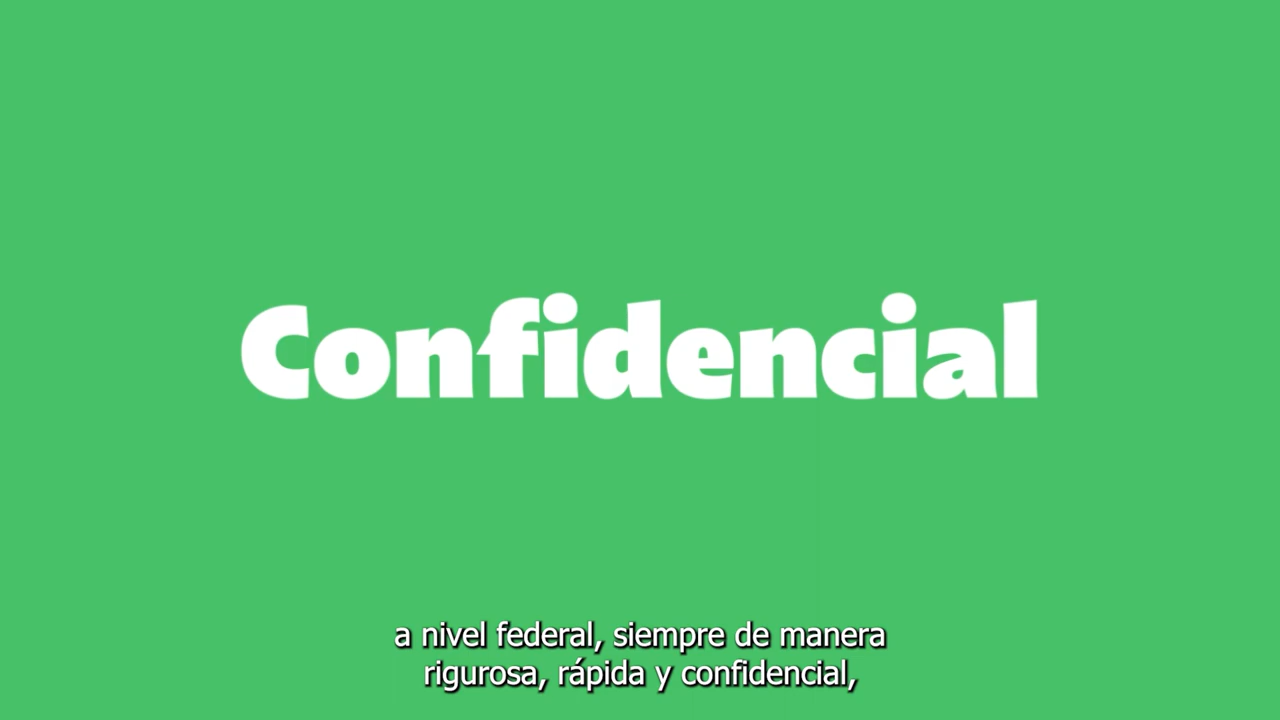 Confidencial
a nivel federal, siempre de manera
rigurosa, rápida y confidencial,